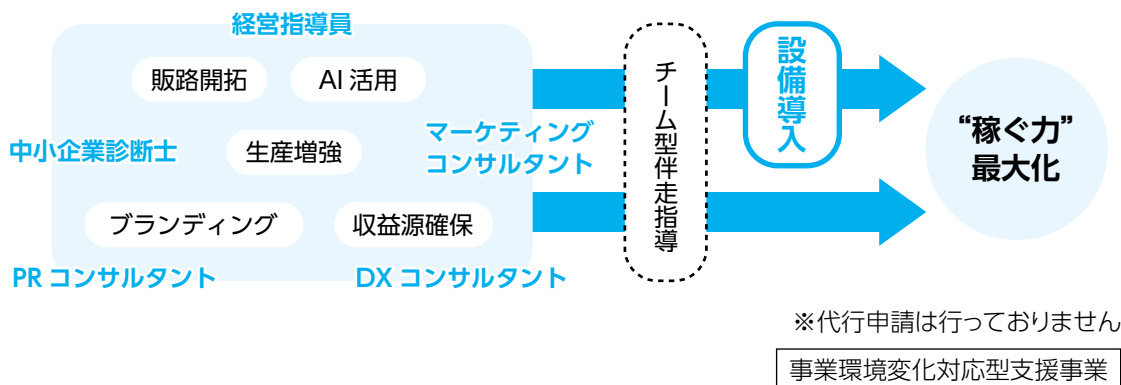 経営指導員
販路開拓
AI 活用
中小企業診断士
生産増強
マーケティング
コンサルタント
ブランディング
収益源確保
PR コンサルタント
DX コンサルタント
チーム型伴走指導
設備導入
“稼ぐ力”
最大化
※代行申請は行っておりません
事業環境変化対応型支援事業